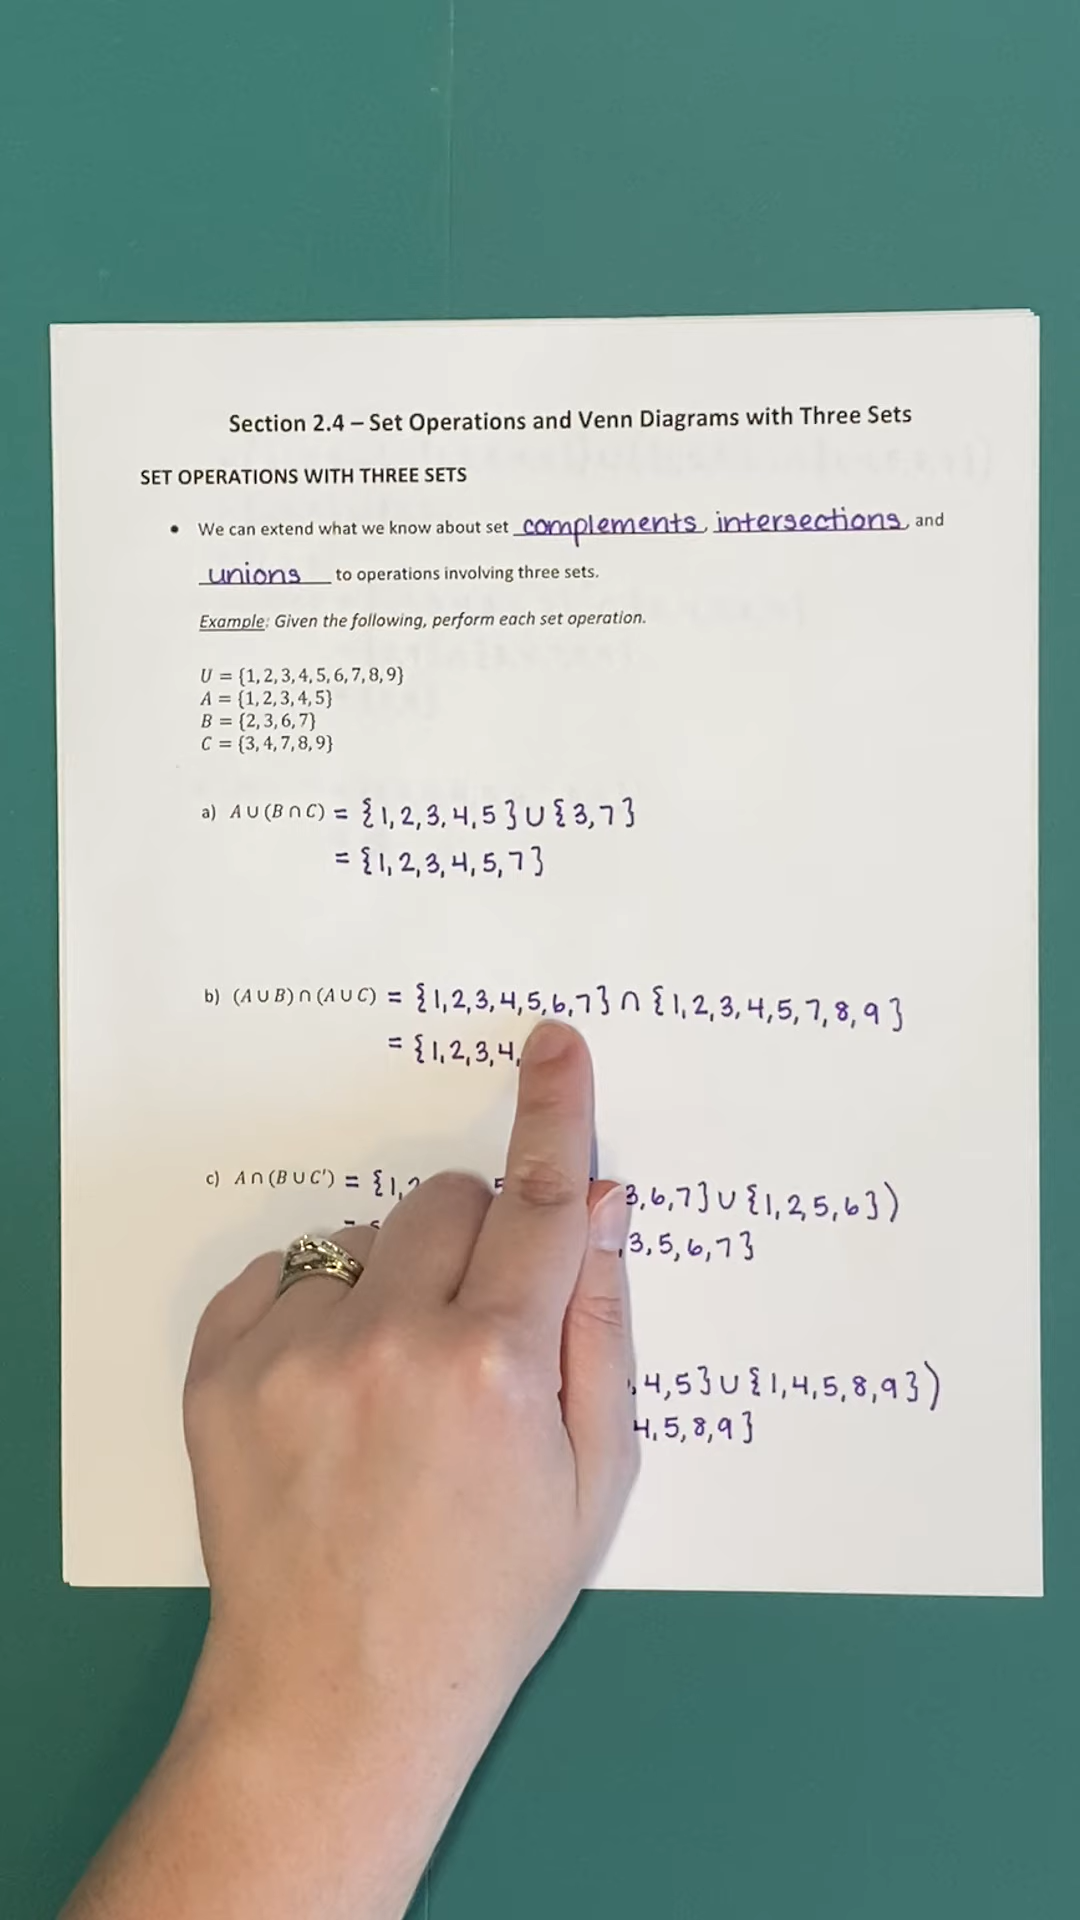 Section 2.4 – Set Operations and Venn Diagrams with Three Sets
SET OPERATIONS WITH THREE SETS
• We can extend what we know about set complements, intersections, and
unions to operations involving three sets.
Example: Given the following, perform each set operation.
U = {1, 2, 3, 4, 5, 6, 7, 8, 9}
A = {1, 2, 3, 4, 5}
B = {2, 3, 6, 7}
C = {3, 4, 7, 8, 9}
a) A ∪ (B ∩ C) = {1, 2, 3, 4, 5} ∪ {3, 7}
= {1, 2, 3, 4, 5, 7}
b) (A ∪ B) ∩ (A ∪ C) = {1, 2, 3, 4, 5, 6, 7} ∩ {1, 2, 3, 4, 5, 7, 8, 9}
= {1, 2, 3, 4,
c) A ∩ (B ∪ C') = {1, 2 3, 6, 7} ∪ {1, 2, 5, 6})
, 3, 5, 6, 7}
, 4, 5} ∪ {1, 4, 5, 8, 9})
4, 5, 8, 9}